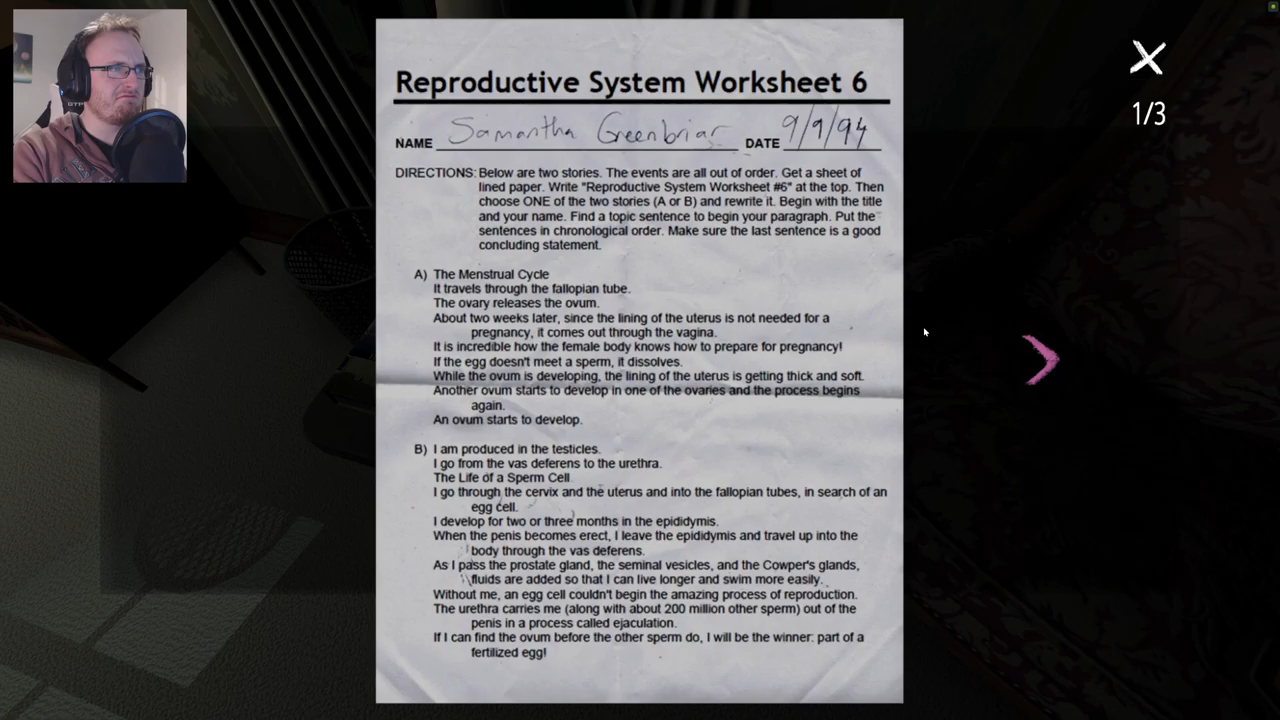 Reproductive System Worksheet 6
NAME Samantha Greenbriar DATE 9/9/94
DIRECTIONS: Below are two stories. The events are all out of order. Get a sheet of
lined paper. Write "Reproductive System Worksheet #6" at the top. Then
choose ONE of the two stories (A or B) and rewrite it. Begin with the title
and your name. Find a topic sentence to begin your paragraph. Put the
sentences in chronological order. Make sure the last sentence is a good
concluding statement.
A) The Menstrual Cycle
It travels through the fallopian tube.
The ovary releases the ovum.
About two weeks later, since the lining of the uterus is not needed for a
pregnancy, it comes out through the vagina.
It is incredible how the female body knows how to prepare for pregnancy!
If the egg doesn't meet a sperm, it dissolves.
While the ovum is developing, the lining of the uterus is getting thick and soft.
Another ovum starts to develop in one of the ovaries and the process begins
again.
An ovum starts to develop.
B) I am produced in the testicles.
I go from the vas deferens to the urethra.
The Life of a Sperm Cell
I go through the cervix and the uterus and into the fallopian tubes, in search of an
egg cell.
I develop for two or three months in the epididymis.
When the penis becomes erect, I leave the epididymis and travel up into the
body through the vas deferens.
As I pass the prostate gland, the seminal vesicles, and the Cowper's glands,
fluids are added so that I can live longer and swim more easily.
Without me, an egg cell couldn't begin the amazing process of reproduction.
The urethra carries me (along with about 200 million other sperm) out of the
penis in a process called ejaculation.
If I can find the ovum before the other sperm do, I will be the winner: part of a
fertilized egg!
1/3